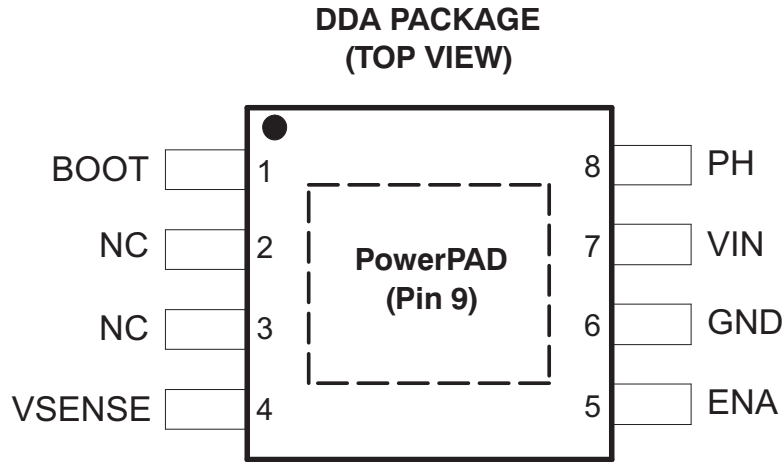 DDA PACKAGE
(TOP VIEW)
BOOT 1 8 PH
NC 2 7 VIN
PowerPAD
(Pin 9)
NC 3 6 GND
VSENSE 4 5 ENA